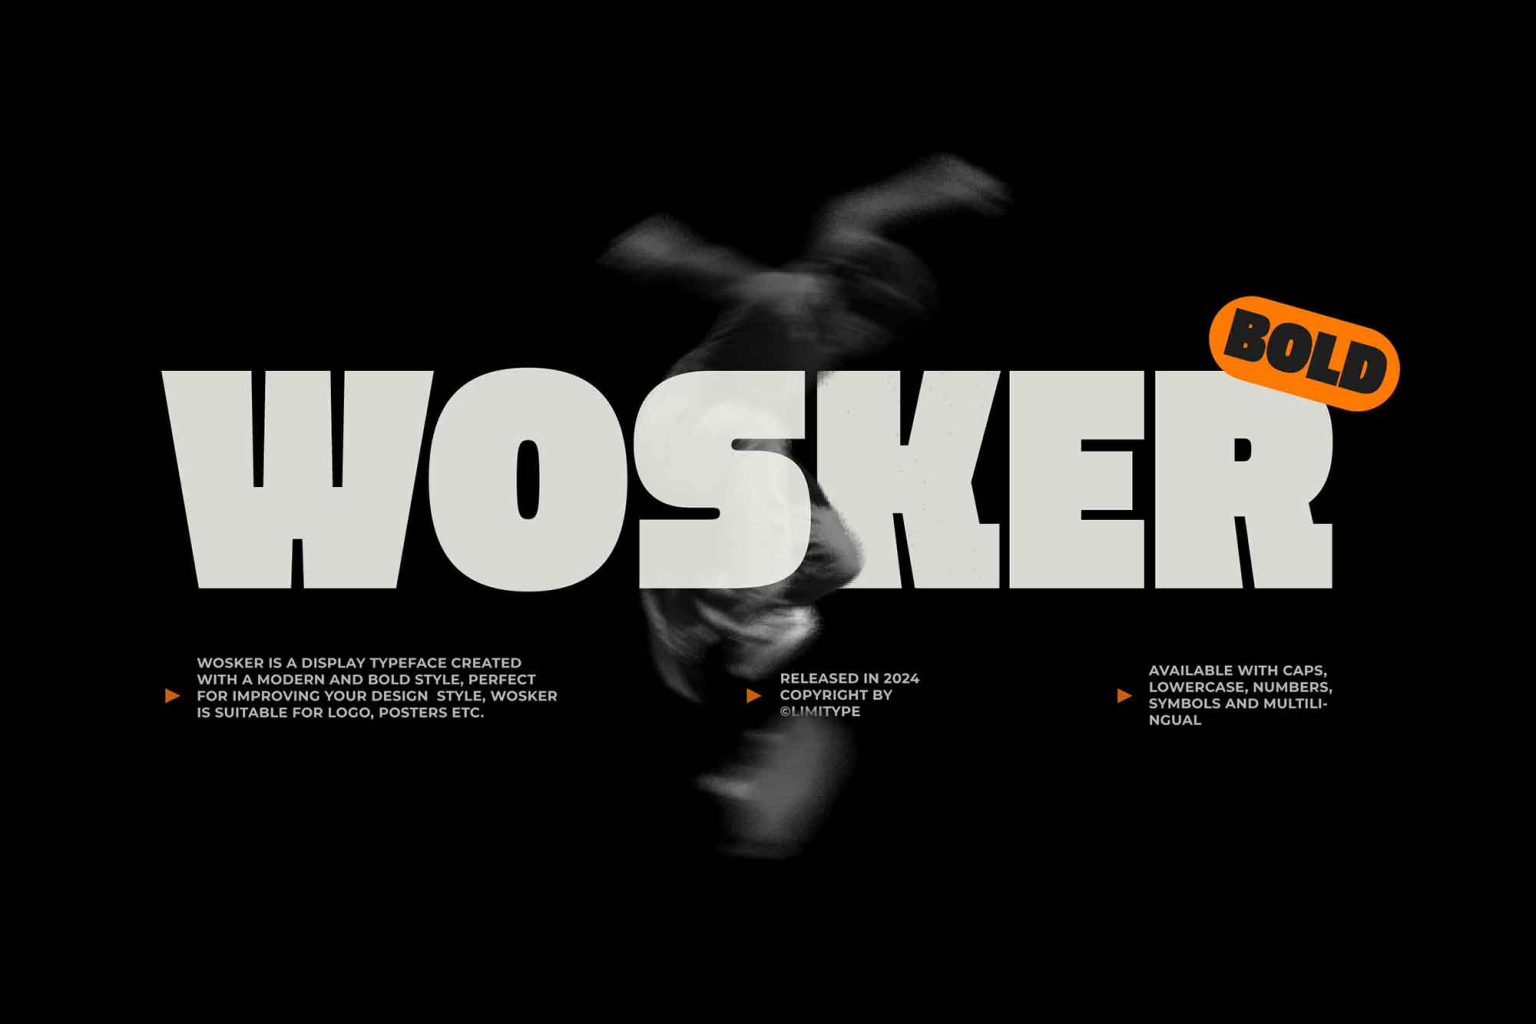 BOLD
WOSKER
WOSKER IS A DISPLAY TYPEFACE CREATED
WITH A MODERN AND BOLD STYLE, PERFECT
FOR IMPROVING YOUR DESIGN  STYLE, WOSKER
IS SUITABLE FOR LOGO, POSTERS ETC.
RELEASED IN 2024
COPYRIGHT BY
©LIMITYPE
AVAILABLE WITH CAPS,
LOWERCASE, NUMBERS,
SYMBOLS AND MULTILI-
NGUAL